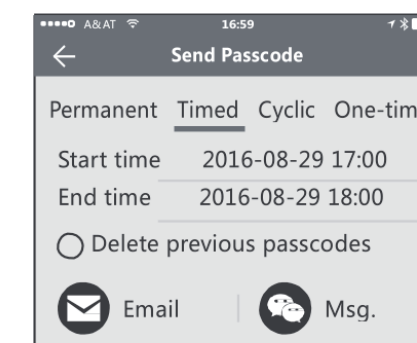 A&AT 16:59
Send Passcode
Permanent Timed Cyclic One-tim
Start time 2016-08-29 17:00
End time 2016-08-29 18:00
Delete previous passcodes
Email Msg.